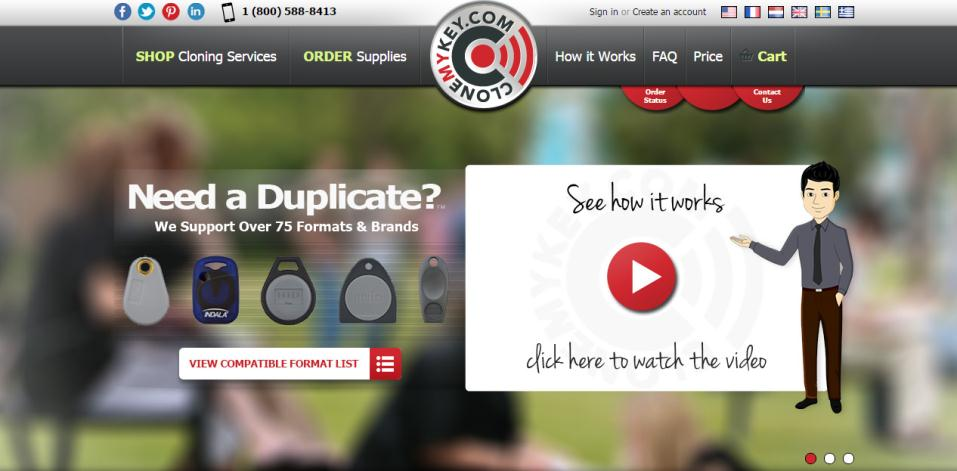 1 (800) 588-8413
Sign in or Create an account
SHOP Cloning Services
ORDER Supplies
CLONEMYKEY.COM
How it Works
FAQ
Price
Cart
Order
Status
Contact
Us
Need a Duplicate?™
We Support Over 75 Formats & Brands
INDALA
VIEW COMPATIBLE FORMAT LIST
See how it works
click here to watch the video